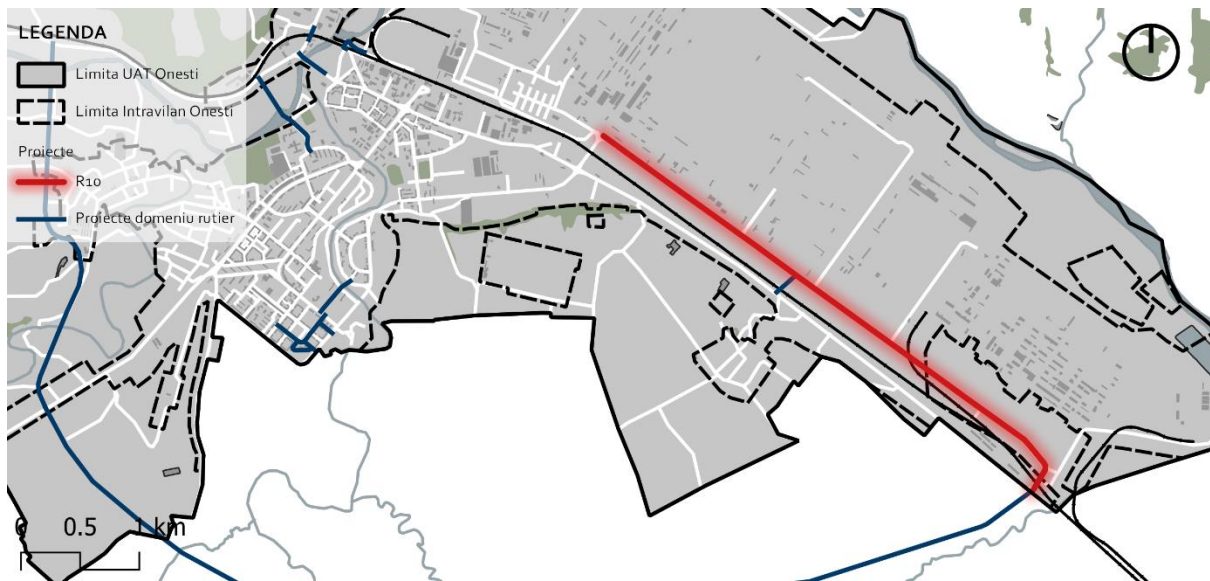 LEGENDA
Limita UAT Onesti
Limita Intravilan Onesti
Proiecte
R10
Proiecte domeniu rutier
0 0.5 1 km